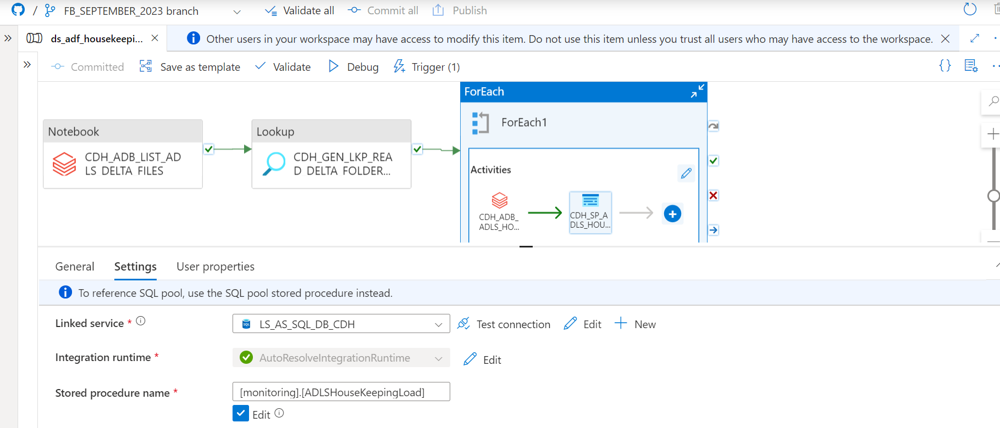 / FB_SEPTEMBER_2023 branch Validate all Commit all Publish
» ds_adf_housekeepi... Other users in your workspace may have access to modify this item. Do not use this item unless you trust all users who may have access to the workspace.
» Committed Save as template Validate Debug Trigger (1) {}
ForEach
ForEach1
Notebook
CDH_ADB_LIST_AD
LS_DELTA_FILES
Lookup
CDH_GEN_LKP_REA
D_DELTA_FOLDER...
Activities
CDH_ADB_
ADLS_HO...
CDH_SP_A
DLS_HOU...
General Settings User properties
To reference SQL pool, use the SQL pool stored procedure instead.
Linked service * LS_AS_SQL_DB_CDH Test connection Edit New
Integration runtime * AutoResolveIntegrationRuntime Edit
Stored procedure name * [monitoring].[ADLSHouseKeepingLoad]
Edit